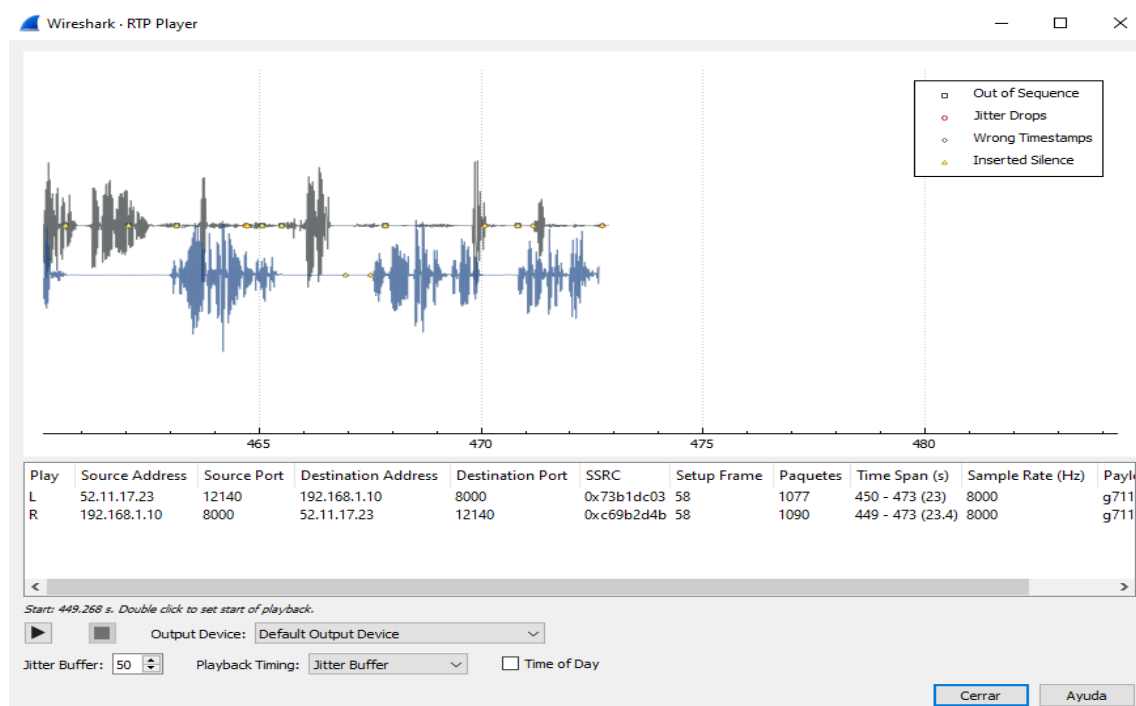 Wireshark · RTP Player
Out of Sequence
Jitter Drops
Wrong Timestamps
Inserted Silence
465 470 475 480
Play Source Address Source Port Destination Address Destination Port SSRC Setup Frame Paquetes Time Span (s) Sample Rate (Hz) Paylo
L 52.11.17.23 12140 192.168.1.10 8000 0x73b1dc03 58 1077 450 - 473 (23) 8000 g711
R 192.168.1.10 8000 52.11.17.23 12140 0xc69b2d4b 58 1090 449 - 473 (23.4) 8000 g711
Start: 449.268 s. Double click to set start of playback.
Output Device: Default Output Device
Jitter Buffer: 50 Playback Timing: Jitter Buffer Time of Day
Cerrar Ayuda